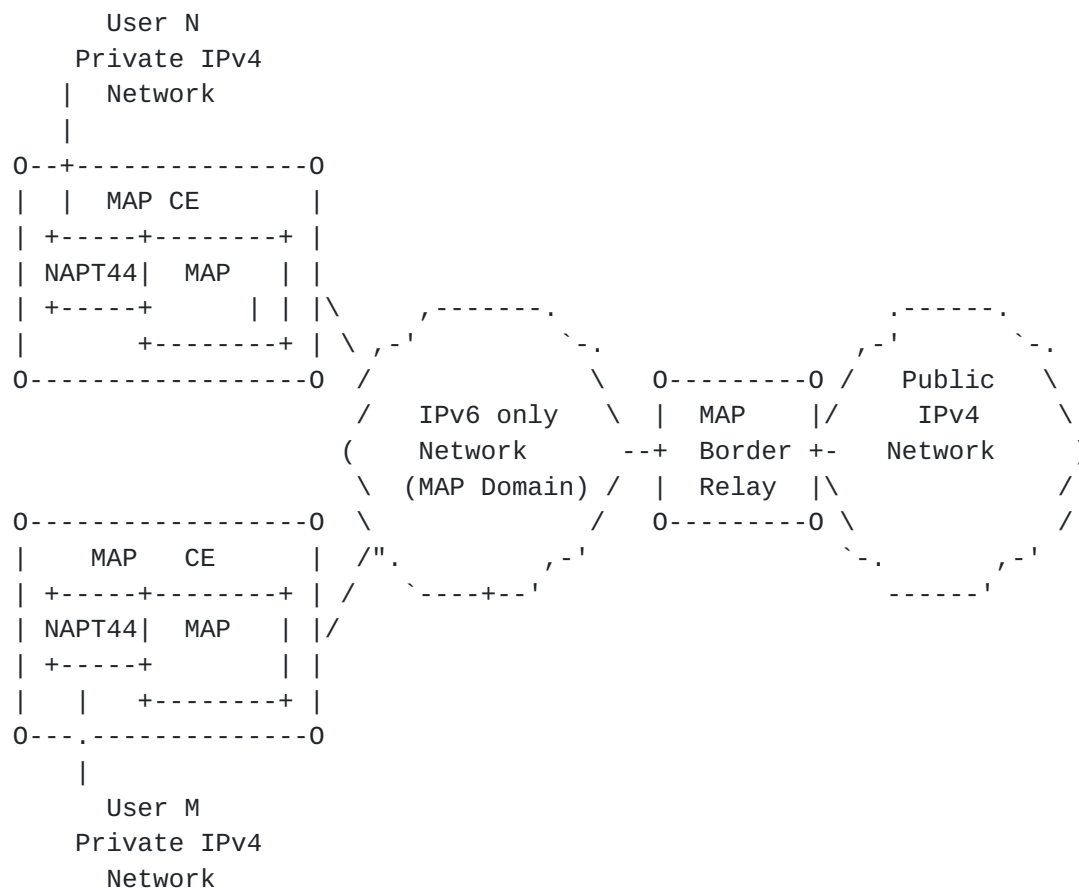 User N
Private IPv4
| Network
|
O--+---------------O
| | MAP CE |
| +-----+--------+ |
| NAPT44| MAP | |
| +-----+ | | |\ ,-------. .------.
| +--------+ | \ ,-' `-. ,-' `-.
O------------------O / \ O---------O / Public \
/ IPv6 only \ | MAP |/ IPv4 \
( Network --+ Border +- Network )
\ (MAP Domain) / | Relay |\ /
O------------------O \ / O---------O \ /
| MAP CE | /". ,-' `-. ,-'
| +-----+--------+ | / `----+--' ------'
| NAPT44| MAP | |/
| +-----+ | |
| | +--------+ |
O---.--------------O
|
User M
Private IPv4
Network